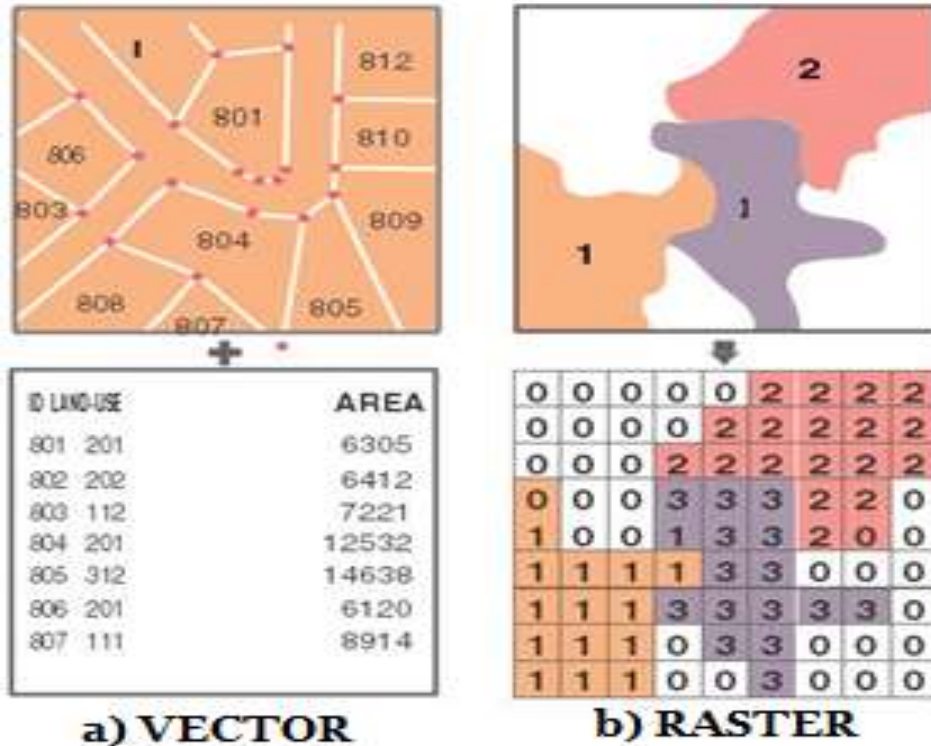 I
812
801
810
806
803
809
804
808
805
807
ID LAND-USE AREA
801 201 6305
802 202 6412
803 112 7221
804 201 12532
805 312 14638
806 201 6120
807 111 8914
a) VECTOR
2
1
1
0 0 0 0 0 2 2 2 2
0 0 0 0 2 2 2 2 2
0 0 0 2 2 2 2 2 2
0 0 0 3 3 3 2 2 0
1 0 0 1 3 3 2 0 0
1 1 1 1 3 3 0 0 0
1 1 1 3 3 3 3 3 0
1 1 1 0 3 3 0 0 0
1 1 1 0 0 3 0 0 0
b) RASTER